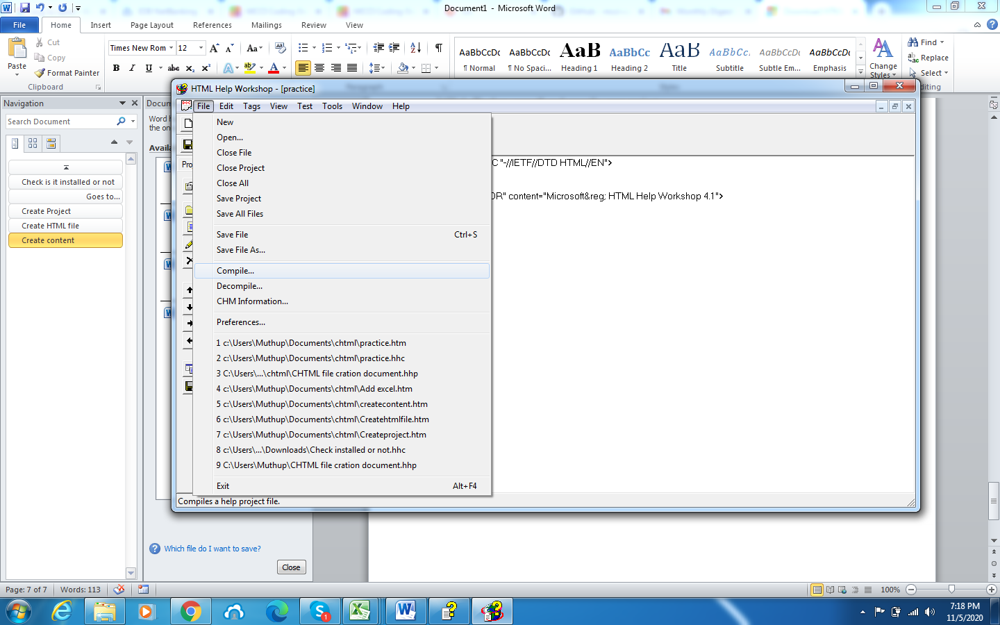 Document1 - Microsoft Word
File Home Insert Page Layout References Mailings Review View
Paste
Cut
Copy
Format Painter
Clipboard
Times New Rom 12
AaBbCcDc AaBbCcDc AaB AaBbCc AaB AaBbCc. AaBbCcDc AaBbCcDc
¶ Normal ¶ No Spaci... Heading 1 Heading 2 Title Subtitle Subtle Em... Emphasis
Change
Styles
Find
Replace
Select
Navigation
Search Document
Check is it installed or not
Goes to...
Create Project
Create HTML file
Create content
Docum
Word h
the on
Availa
HTML Help Workshop - [practice]
File Edit Tags View Test Tools Window Help
New
Open...
Close File
Close Project
Close All
Save Project
Save All Files
Save File Ctrl+S
Save File As...
Compile...
Decompile...
CHM Information...
Preferences...
1 c:\Users\Muthup\Documents\chtml\practice.htm
2 c:\Users\Muthup\Documents\chtml\practice.hhc
3 C:\Users\...\chtml\CHTML file cration document.hhp
4 c:\Users\Muthup\Documents\chtml\Add excel.htm
5 c:\Users\Muthup\Documents\chtml\createcontent.htm
6 c:\Users\Muthup\Documents\chtml\Createhtmlfile.htm
7 c:\Users\Muthup\Documents\chtml\Createproject.htm
8 c:\Users\...\Downloads\Check installed or not.hhc
9 C:\Users\Muthup\CHTML file cration document.hhp
Exit Alt+F4
Pro
C "-//IETF//DTD HTML//EN">
OR" content="Microsoft&reg; HTML Help Workshop 4.1">
Compiles a help project file.
Which file do I want to save?
Close
Page: 7 of 7 Words: 113
100%
7:18 PM
11/5/2020